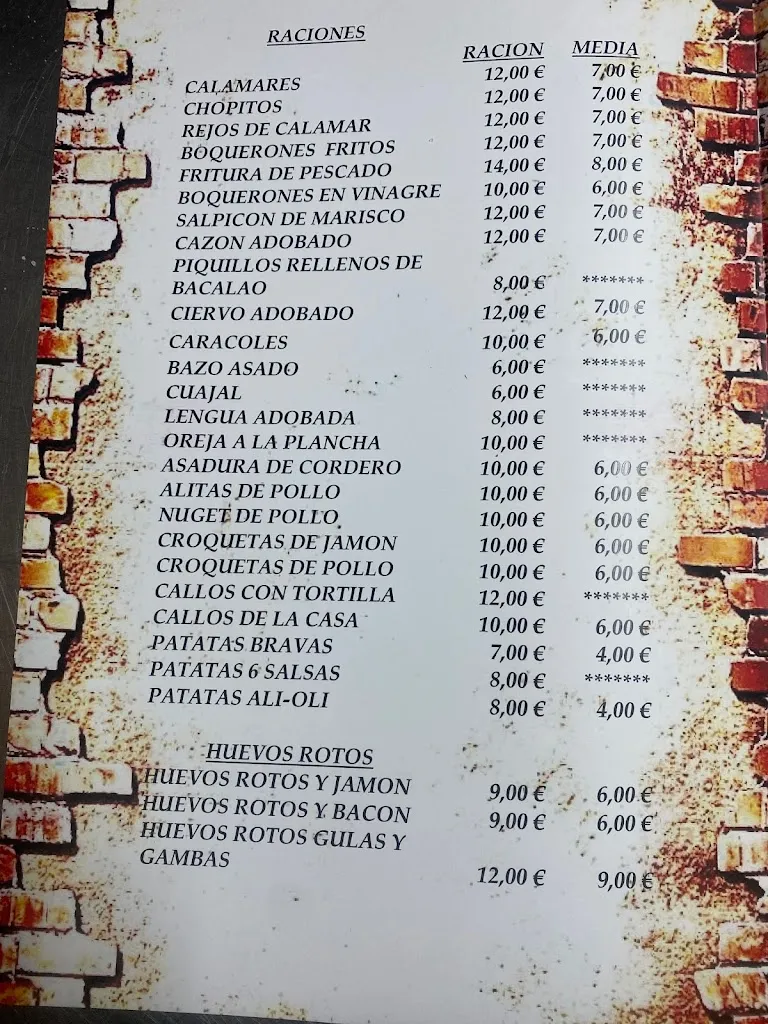 RACIONES
RACION MEDIA
CALAMARES 12,00 € 7,00 €
CHOPITOS 12,00 € 7,00 €
REJOS DE CALAMAR 12,00 € 7,00 €
BOQUERONES FRITOS 12,00 € 7,00 €
FRITURA DE PESCADO 14,00 € 8,00 €
BOQUERONES EN VINAGRE 10,00 € 6,00 €
SALPICON DE MARISCO 12,00 € 7,00 €
CAZON ADOBADO 12,00 € 7,00 €
PIQUILLOS RELLENOS DE
BACALAO 8,00 € *******
CIERVO ADOBADO 12,00 € 7,00 €
CARACOLES 10,00 € 6,00 €
BAZO ASADO 6,00 € *******
CUAJAL 6,00 € *******
LENGUA ADOBADA 8,00 € *******
OREJA A LA PLANCHA 10,00 € *******
ASADURA DE CORDERO 10,00 € 6,00 €
ALITAS DE POLLO 10,00 € 6,00 €
NUGET DE POLLO 10,00 € 6,00 €
CROQUETAS DE JAMON 10,00 € 6,00 €
CROQUETAS DE POLLO 10,00 € 6,00 €
CALLOS CON TORTILLA 12,00 € *******
CALLOS DE LA CASA 10,00 € 6,00 €
PATATAS BRAVAS 7,00 € 4,00 €
PATATAS 6 SALSAS 8,00 € *******
PATATAS ALI-OLI 8,00 € 4,00 €
HUEVOS ROTOS
HUEVOS ROTOS Y JAMON 9,00 € 6,00 €
HUEVOS ROTOS Y BACON 9,00 € 6,00 €
HUEVOS ROTOS GULAS Y
GAMBAS 12,00 € 9,00 €